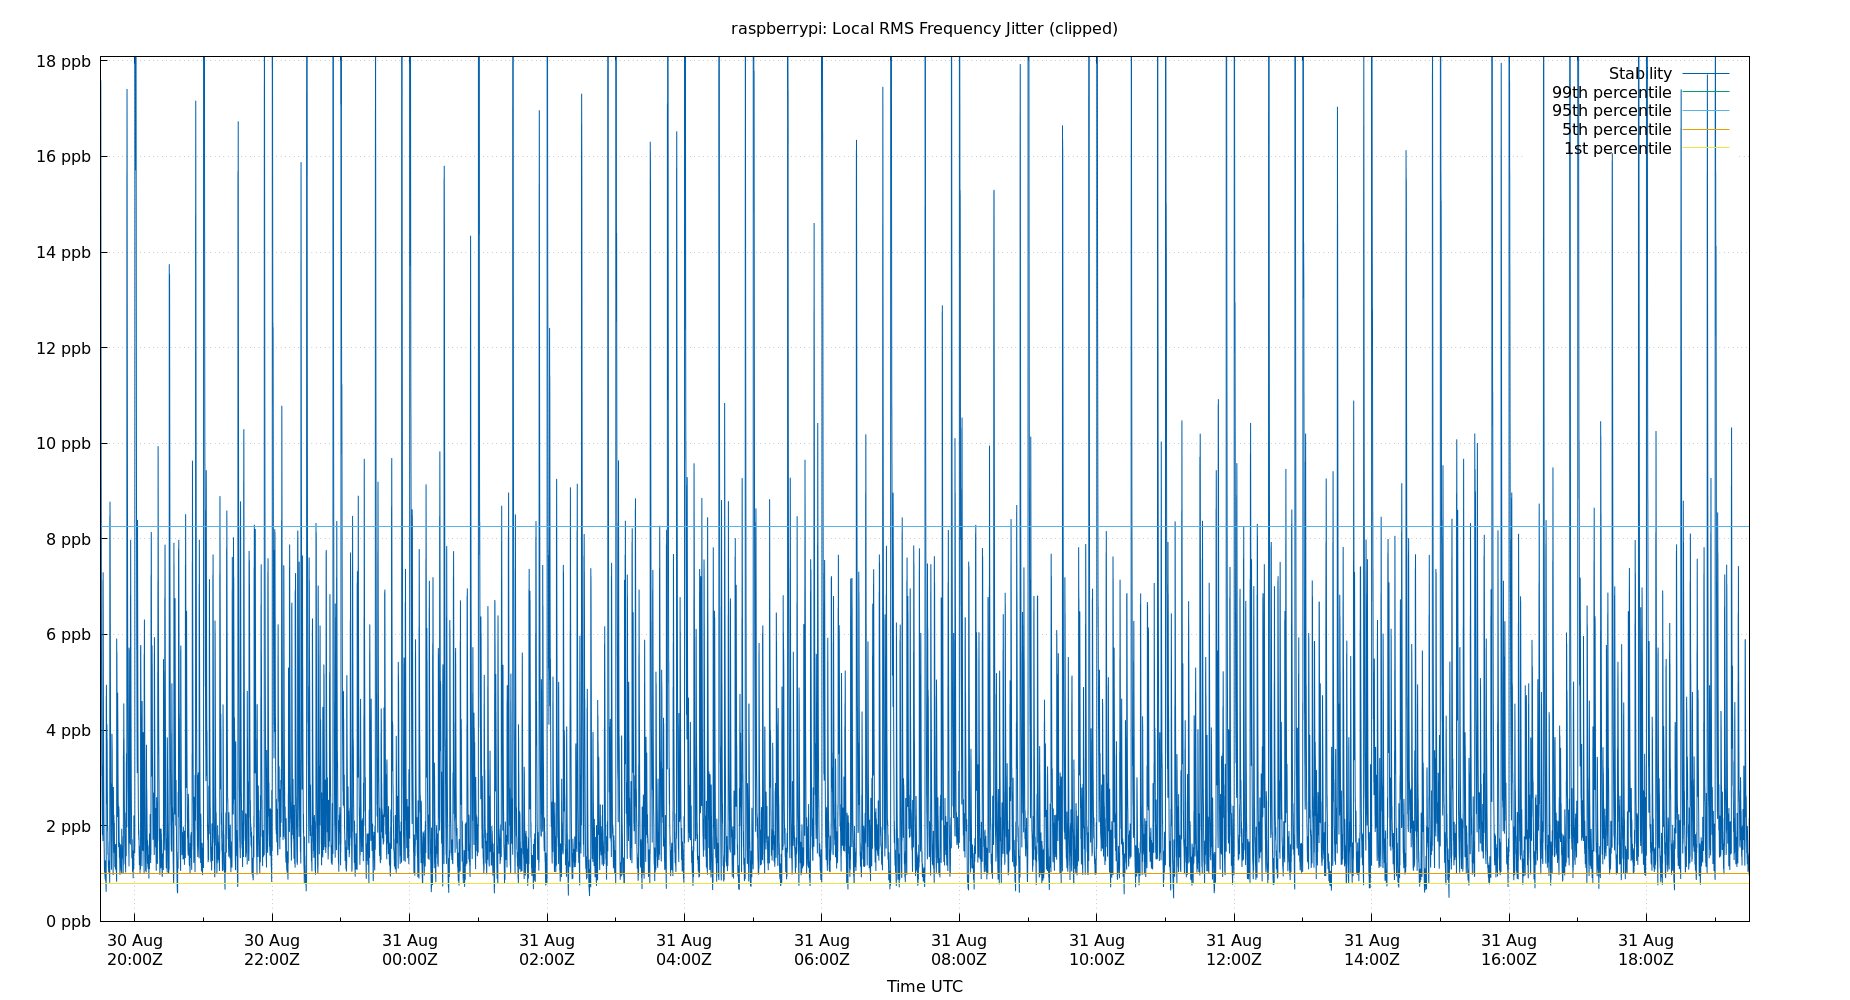 raspberrypi: Local RMS Frequency Jitter (clipped)
18 ppb
16 ppb
14 ppb
12 ppb
10 ppb
8 ppb
6 ppb
4 ppb
2 ppb
0 ppb
Stability
99th percentile
95th percentile
5th percentile
1st percentile
30 Aug
20:00Z
30 Aug
22:00Z
31 Aug
00:00Z
31 Aug
02:00Z
31 Aug
04:00Z
31 Aug
06:00Z
31 Aug
08:00Z
31 Aug
10:00Z
31 Aug
12:00Z
31 Aug
14:00Z
31 Aug
16:00Z
31 Aug
18:00Z
Time UTC